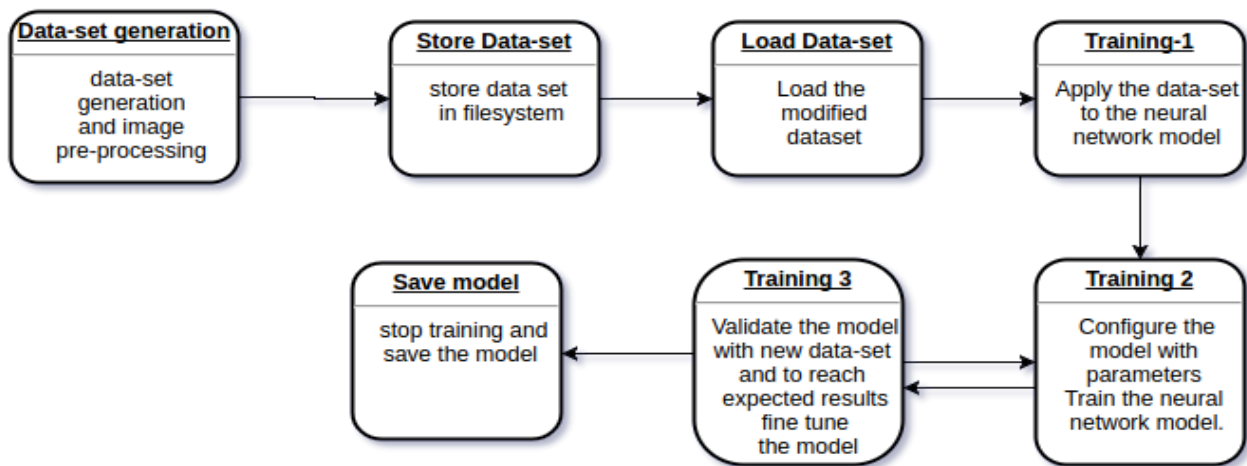 Data-set generation
data-set
generation
and image
pre-processing
Store Data-set
store data set
in filesystem
Load Data-set
Load the
modified
dataset
Training-1
Apply the data-set
to the neural
network model
Save model
stop training and
save the model
Training 3
Validate the model
with new data-set
and to reach
expected results
fine tune
the model
Training 2
Configure the
model with
parameters
Train the neural
network model.